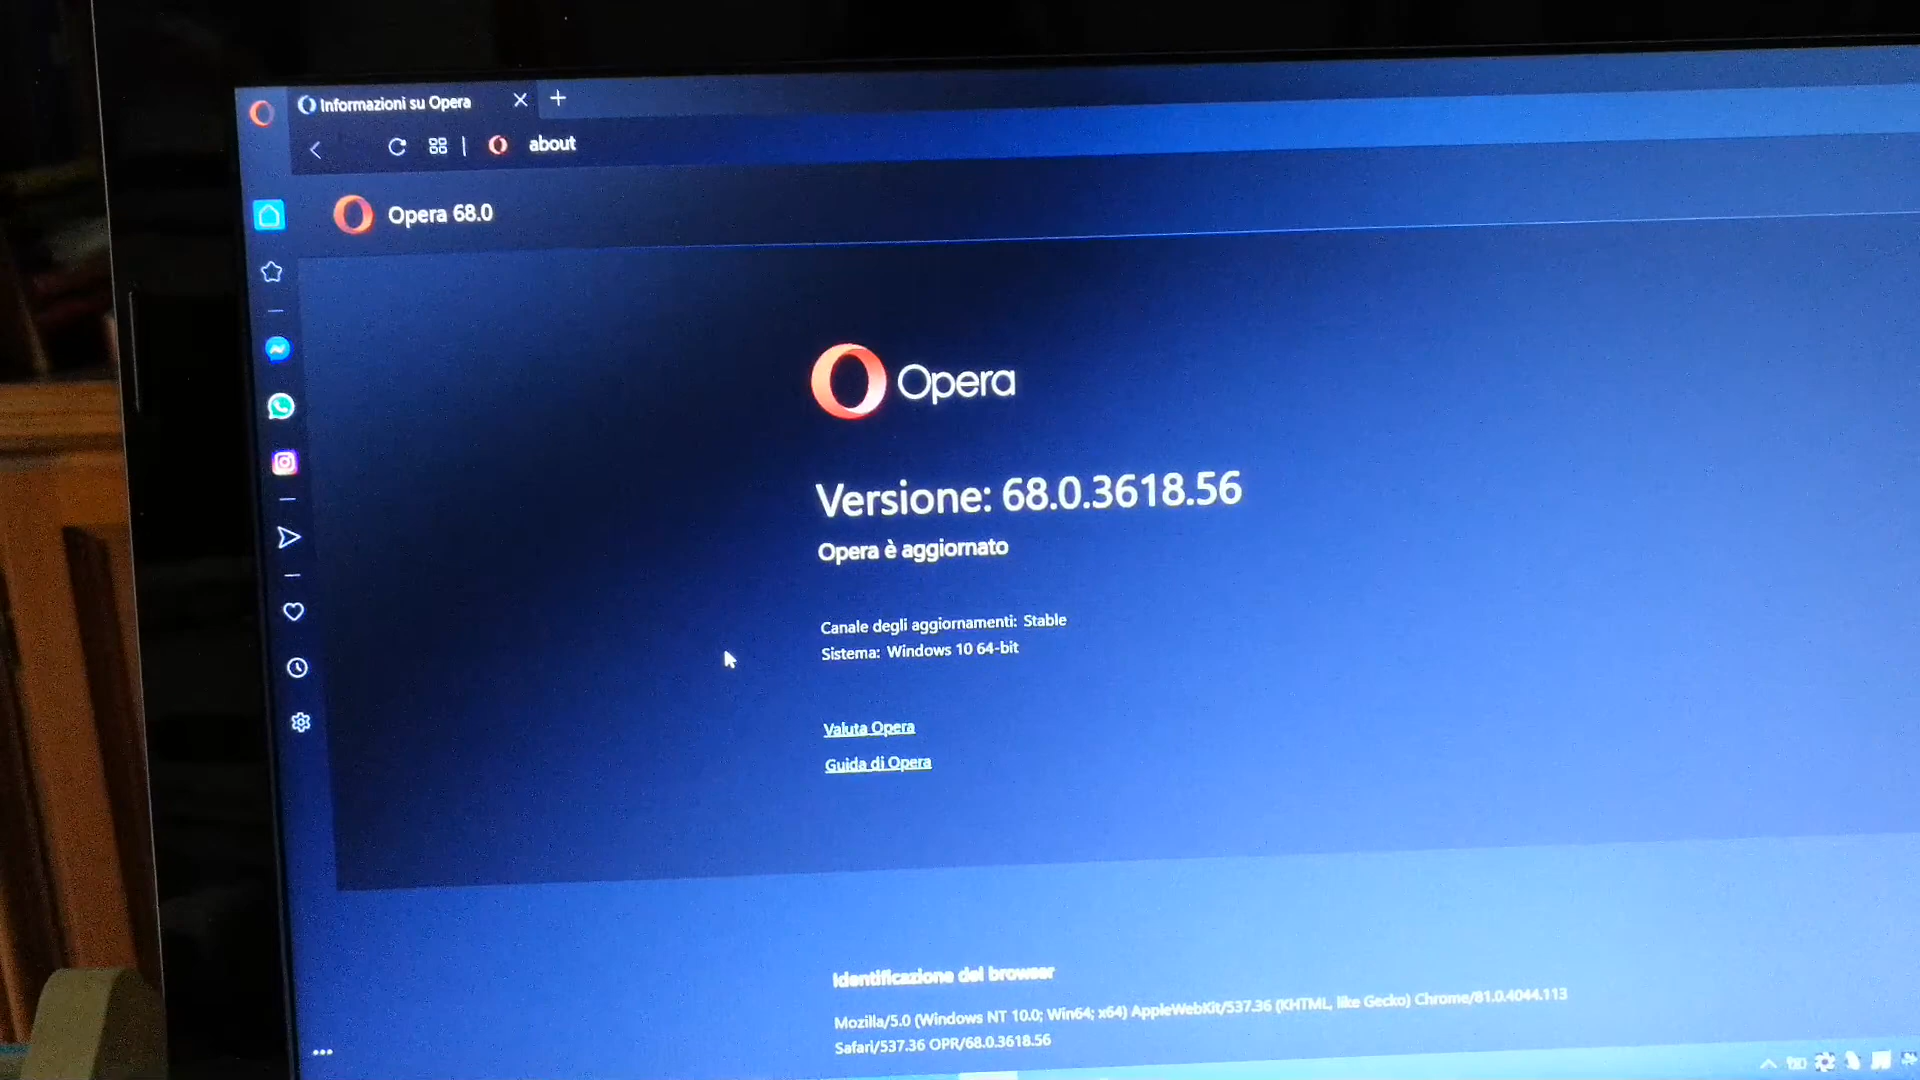 Informazioni su Opera
about
Opera 68.0
Opera
Versione: 68.0.3618.56
Opera è aggiornato
Canale degli aggiornamenti: Stable
Sistema: Windows 10 64-bit
Valuta Opera
Guida di Opera
Identificazione del browser
Mozilla/5.0 (Windows NT 10.0; Win64; x64) AppleWebKit/537.36 (KHTML, like Gecko) Chrome/81.0.4044.113
Safari/537.36 OPR/68.0.3618.56